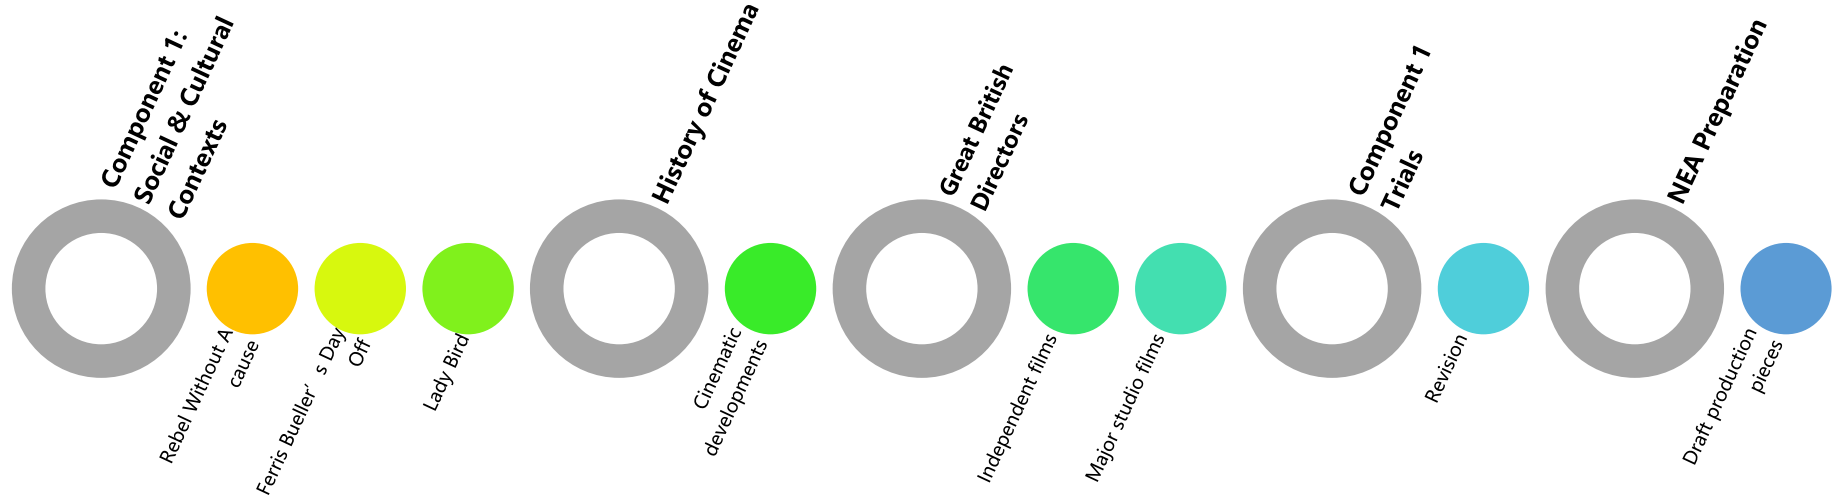 Component 1:
Social & Cultural
Contexts
Rebel Without A
cause
Ferris Bueller’s Day
Off
Lady Bird
History of Cinema
Cinematic
developments
Great British
Directors
Independent films
Major studio films
Component 1
Trials
Revision
NEA Preparation
Draft production
pieces